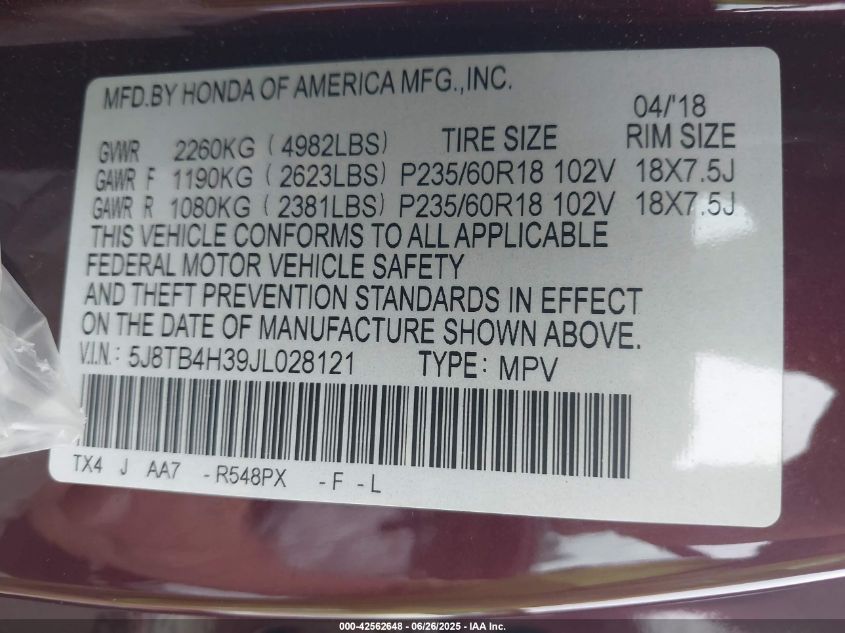 MFD.BY HONDA OF AMERICA MFG.,INC.
04/'18
GVWR 2260KG (4982LBS) TIRE SIZE RIM SIZE
GAWR F 1190KG (2623LBS) P235/60R18 102V 18X7.5J
GAWR R 1080KG (2381LBS) P235/60R18 102V 18X7.5J
THIS VEHICLE CONFORMS TO ALL APPLICABLE
FEDERAL MOTOR VEHICLE SAFETY
AND THEFT PREVENTION STANDARDS IN EFFECT
ON THE DATE OF MANUFACTURE SHOWN ABOVE.
V.I.N.: 5J8TB4H39JL028121 TYPE: MPV
TX4 J AA7 -R548PX -F -L
000-42562648 - 06/26/2025 - IAA Inc.